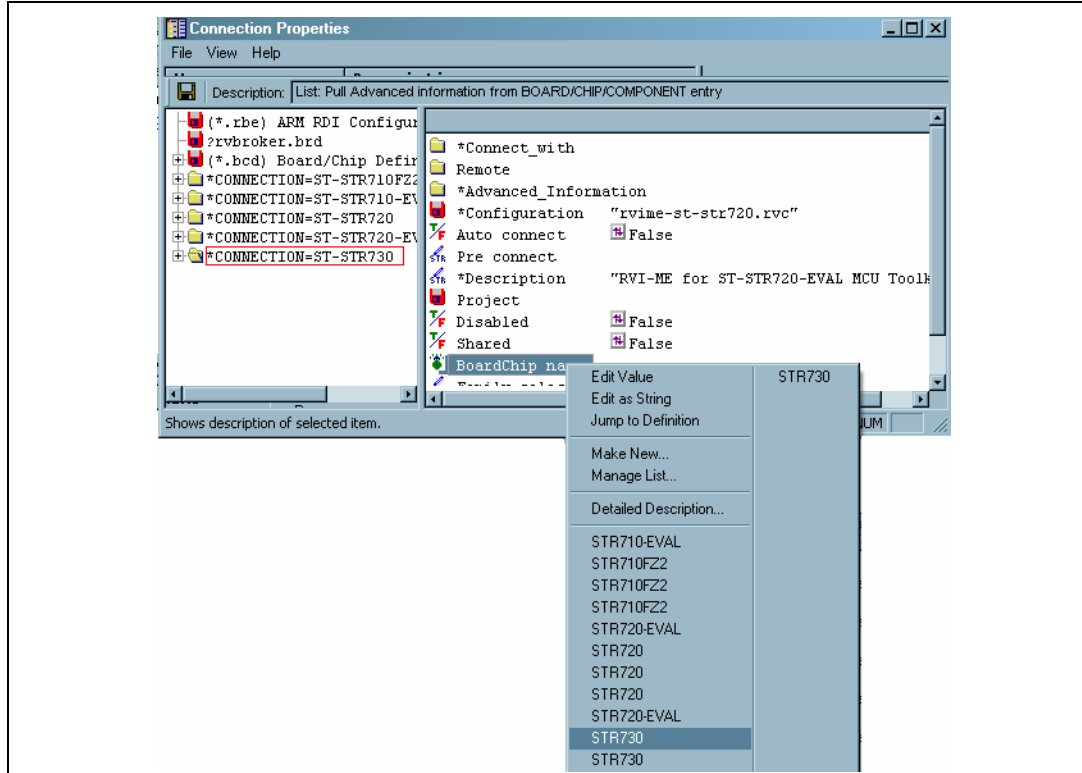 Connection Properties
File View Help
Description: List: Pull Advanced information from BOARD/CHIP/COMPONENT entry
(*.rbe) ARM RDI Configur
?rvbroker.brd
(*.bcd) Board/Chip Defir
*CONNECTION=ST-STR710FZ2
*CONNECTION=ST-STR710-EV
*CONNECTION=ST-STR720
*CONNECTION=ST-STR720-EV
*CONNECTION=ST-STR730
*Connect_with
Remote
*Advanced_Information
*Configuration "rvime-st-str720.rvc"
T/F Auto connect False
STR Pre connect
STR *Description "RVI-ME for ST-STR720-EVAL MCU Toolk
Project
T/F Disabled False
T/F Shared False
BoardChip na
Shows description of selected item.
NUM
Edit Value STR730
Edit as String
Jump to Definition
Make New...
Manage List...
Detailed Description...
STR710-EVAL
STR710FZ2
STR710FZ2
STR710FZ2
STR720-EVAL
STR720
STR720
STR720
STR720-EVAL
STR730
STR730